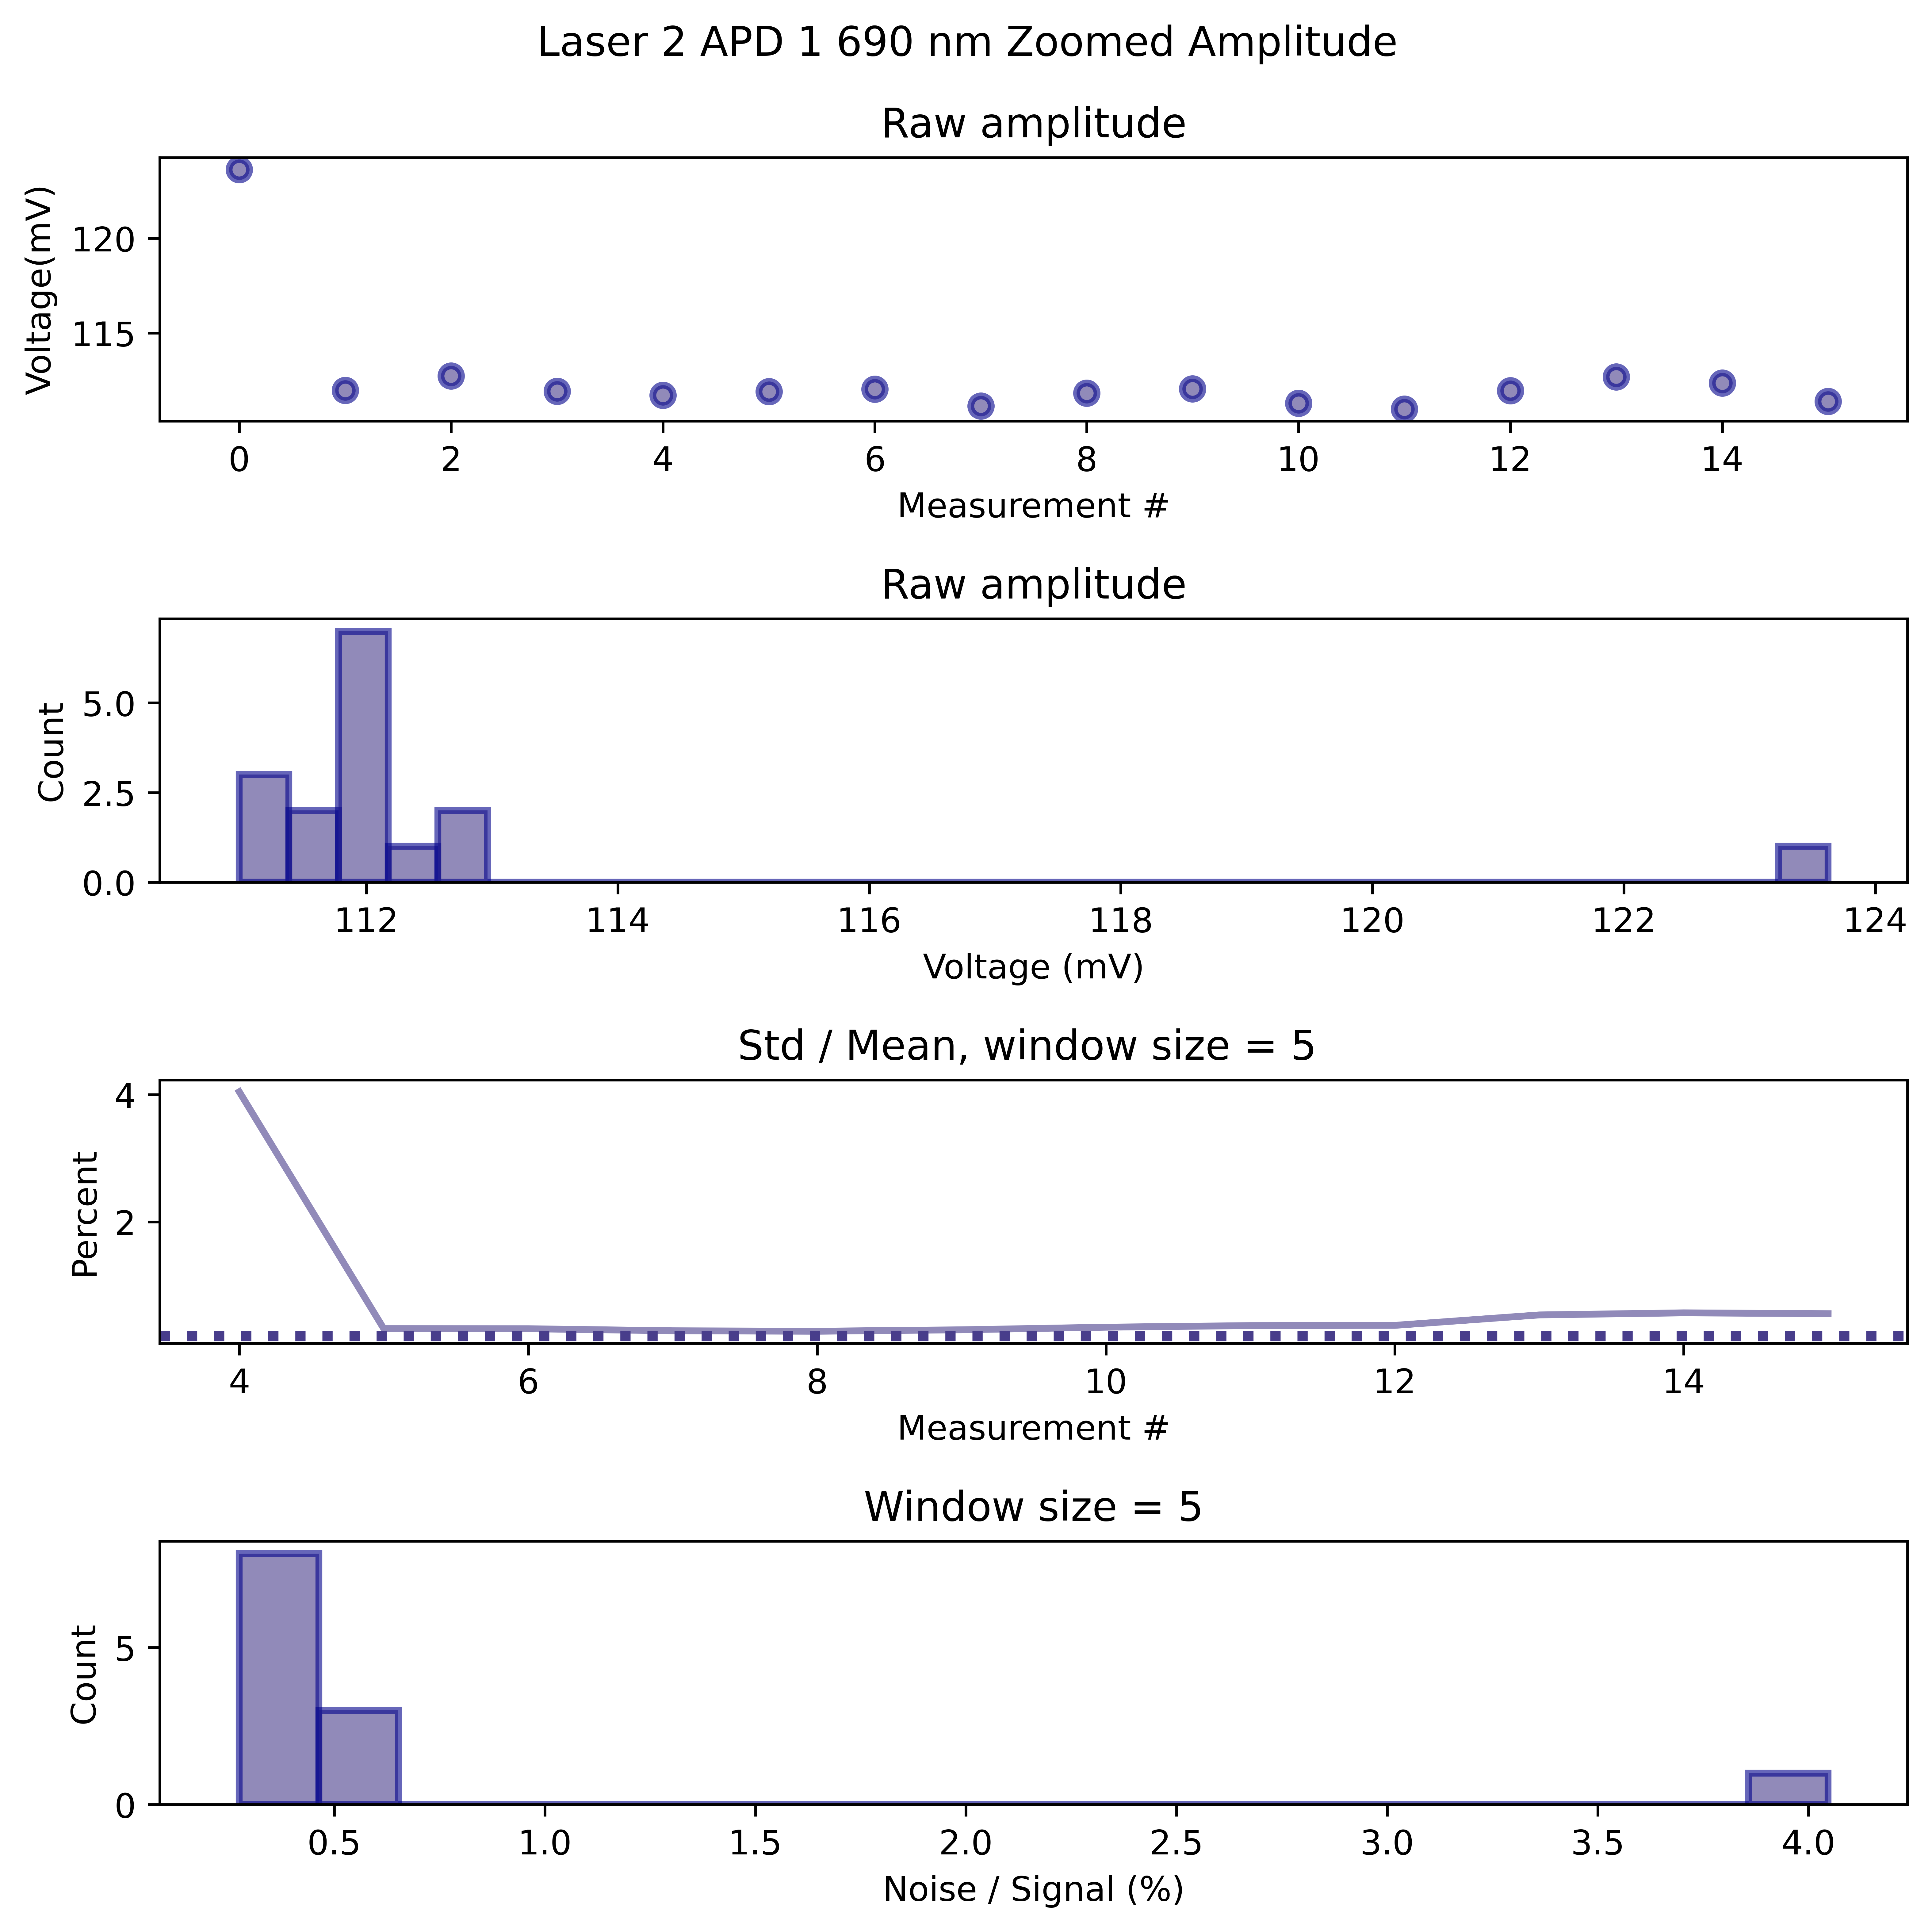 Laser 2 APD 1 690 nm Zoomed Amplitude
Raw amplitude
Voltage(mV)
120
115
0 2 4 6 8 10 12 14
Measurement #
Raw amplitude
Count
5.0
2.5
0.0
112 114 116 118 120 122 124
Voltage (mV)
Std / Mean, window size = 5
Percent
4
2
4 6 8 10 12 14
Measurement #
Window size = 5
Count
5
0
0.5 1.0 1.5 2.0 2.5 3.0 3.5 4.0
Noise / Signal (%)